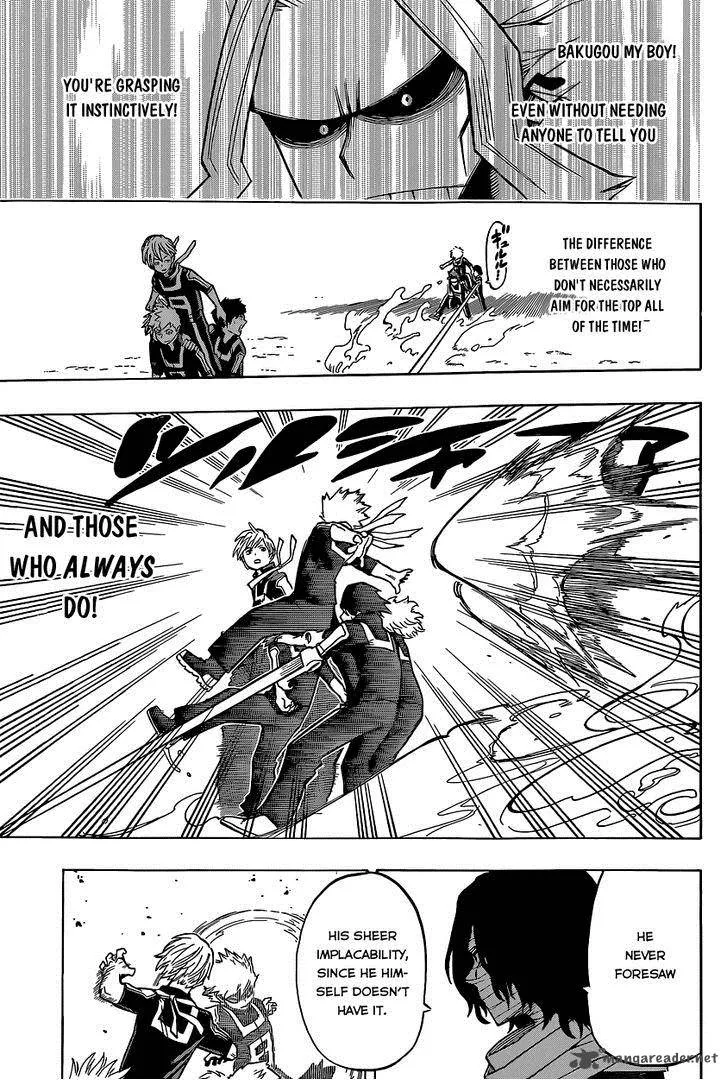 BAKUGOU MY BOY!
EVEN WITHOUT NEEDING
ANYONE TO TELL YOU
YOU'RE GRASPING
IT INSTINCTIVELY!
THE DIFFERENCE
BETWEEN THOSE WHO
DON'T NECESSARILY
AIM FOR THE TOP ALL
OF THE TIME!–
ギュルル!
AND THOSE
WHO ALWAYS
DO!
HE
NEVER
FORESAW
HIS SHEER
IMPLACABILITY,
SINCE HE HIM-
SELF DOESN'T
HAVE IT.
mangareader.net